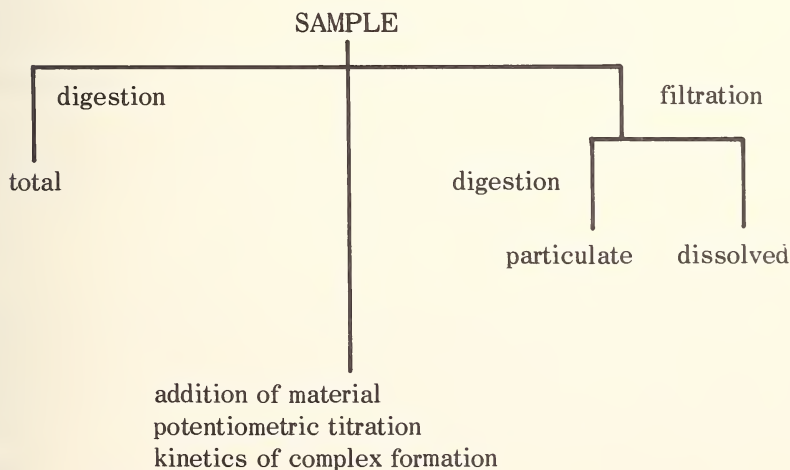 SAMPLE
digestion
filtration
total
digestion
particulate
dissolved
addition of material
potentiometric titration
kinetics of complex formation